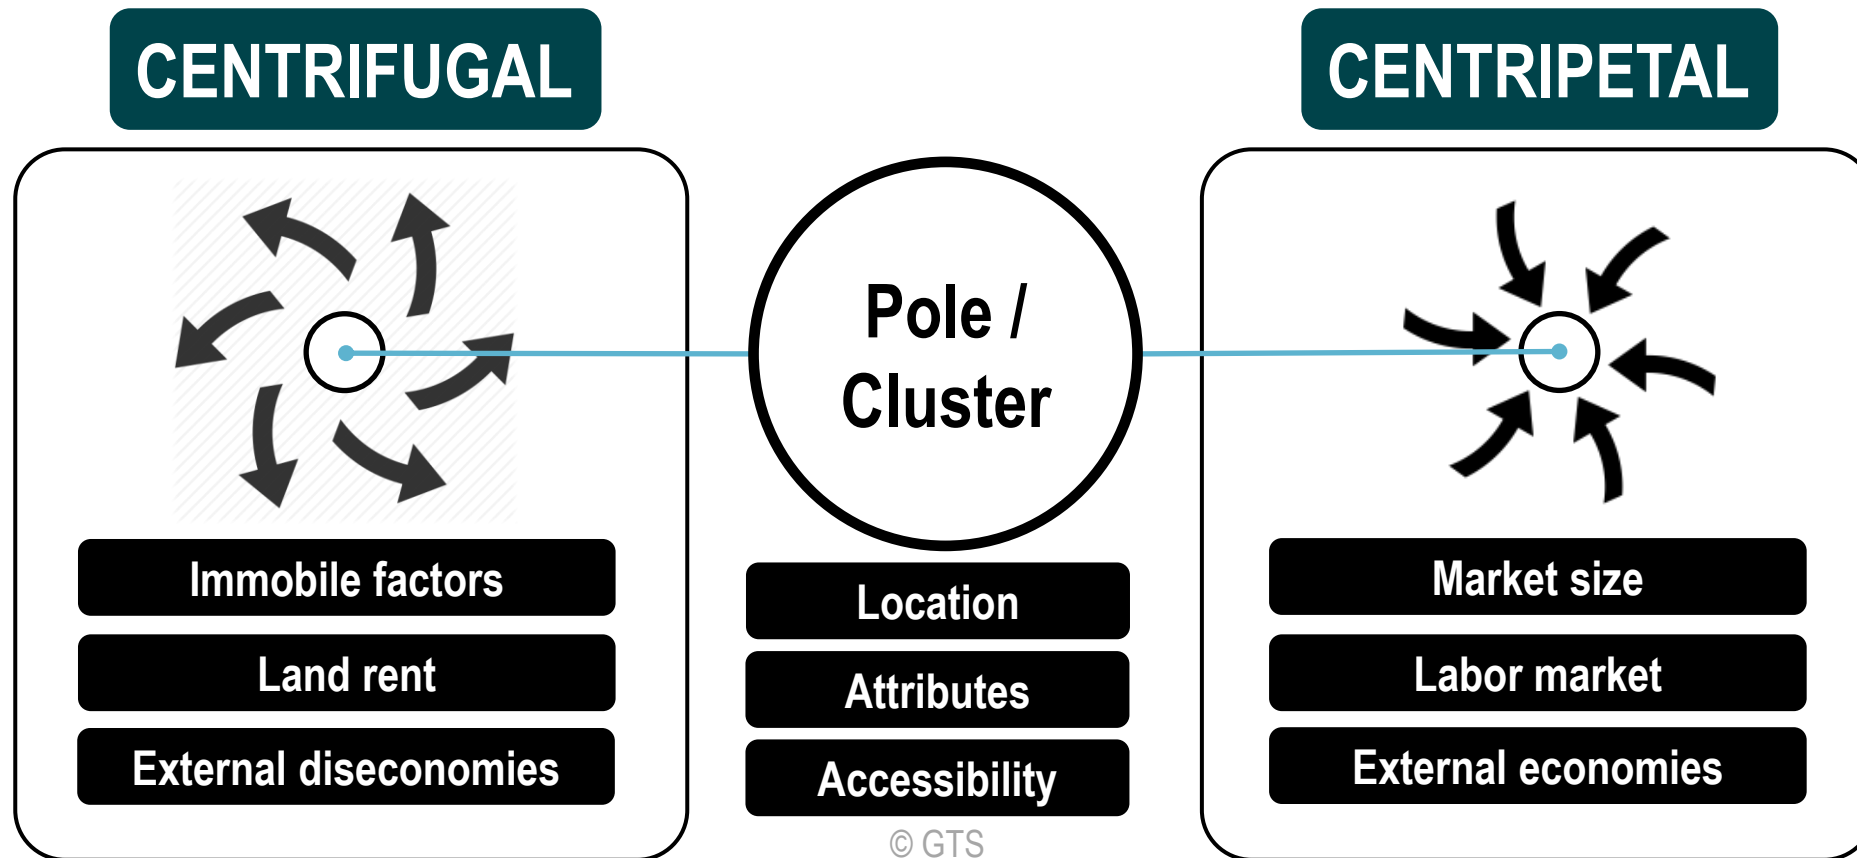 CENTRIFUGAL
CENTRIPETAL
Pole /
Cluster
Immobile factors
Land rent
External diseconomies
Location
Attributes
Accessibility
Market size
Labor market
External economies
© GTS